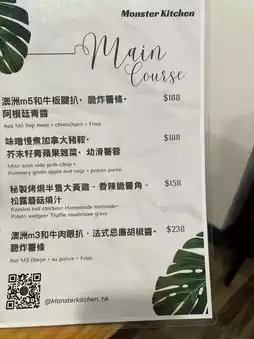 Monster Kitchen
Main
Course
澳洲m5和牛板腱扒，脆炸薯條，
阿根廷青醬
$188
Aus M5 flap mean • chimichurri • Fries
味噌慢煮加拿大豬鞍，
芥末籽青蘋果雜菜，幼滑薯蓉
$188
Miso sous vide pork chop •
Pommery green apple and vegs • potato puree
秘製烤焗半隻大黃雞，香辣脆薯角，
松露蘑菇燒汁
$158
Roasted half chicken • Homemade marinade •
Potato wedges • Truffle mushroom gravy
澳洲m3和牛肉眼扒，法式忌廉胡椒醬，
脆炸薯條
$238
Aus M3 ribeye • au poivre • Fries
@Monsterkitchen_hk